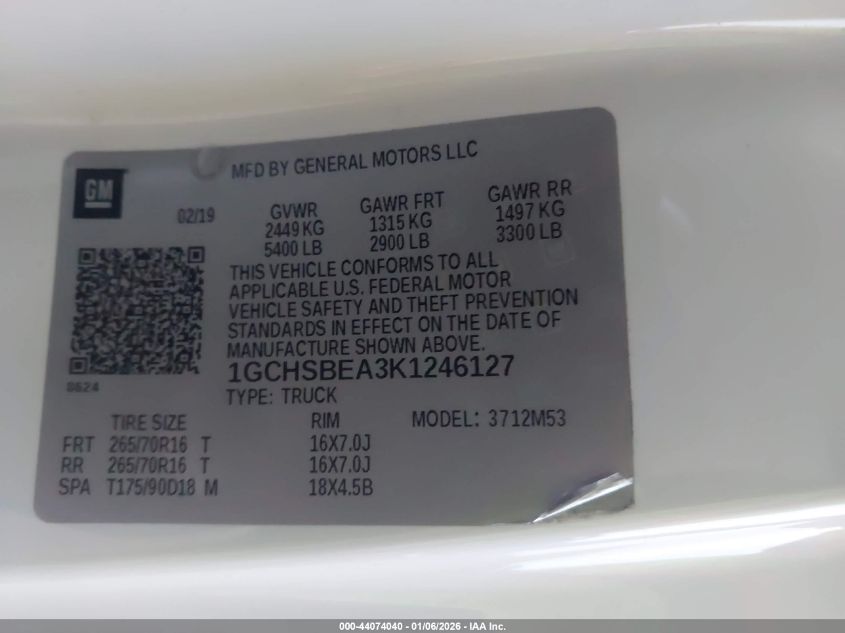 GM
MFD BY GENERAL MOTORS LLC
02/19
GVWR GAWR FRT GAWR RR
2449 KG 1315 KG 1497 KG
5400 LB 2900 LB 3300 LB
THIS VEHICLE CONFORMS TO ALL
APPLICABLE U.S. FEDERAL MOTOR
VEHICLE SAFETY AND THEFT PREVENTION
STANDARDS IN EFFECT ON THE DATE OF
MANUFACTURE SHOWN ABOVE.
8624
1GCHSBEA3K1246127
TYPE: TRUCK
TIRE SIZE RIM MODEL: 3712M53
FRT 265/70R16 T 16X7.0J
RR 265/70R16 T 16X7.0J
SPA T175/90D18 M 18X4.5B
000-44074040 - 01/06/2026 - IAA Inc.